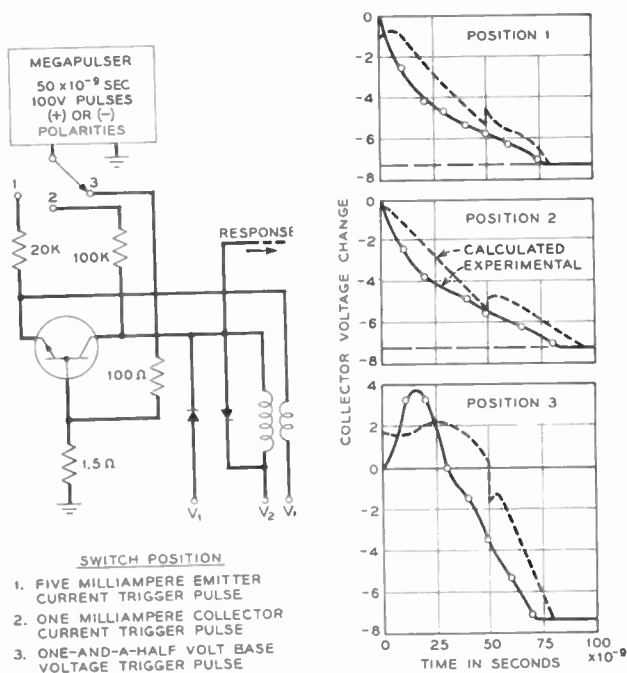 MEGAPULSER
50 x 10⁻⁹ SEC
100V PULSES
(+) OR (-)
POLARITIES
1
2
3
20K
100K
RESPONSE
100Ω
1.5Ω
V₁
V₂
SWITCH POSITION
1. FIVE MILLIAMPERE EMITTER
CURRENT TRIGGER PULSE
2. ONE MILLIAMPERE COLLECTOR
CURRENT TRIGGER PULSE
3. ONE-AND-A-HALF VOLT BASE
VOLTAGE TRIGGER PULSE
COLLECTOR VOLTAGE CHANGE
POSITION 1
0
-2
-4
-6
-8
POSITION 2
0
-2
-4
-6
-8
CALCULATED
EXPERIMENTAL
POSITION 3
4
2
0
-2
-4
-6
-8
0
25
50
75
100
x10⁻⁹
TIME IN SECONDS